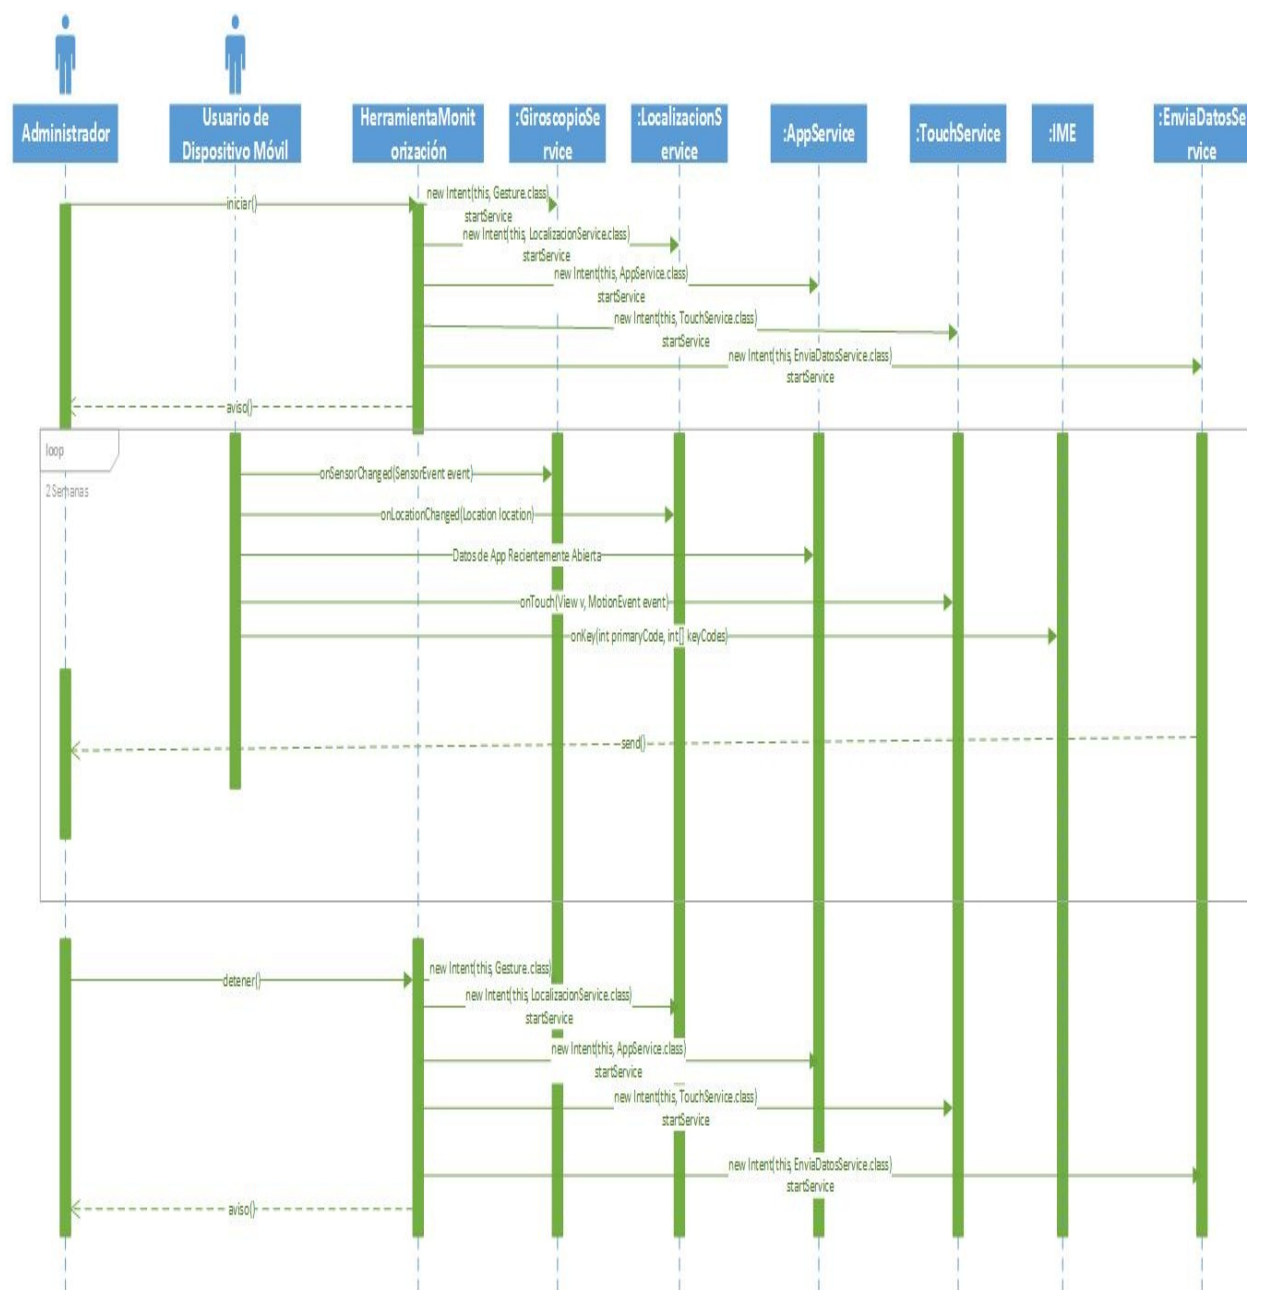 Administrador
Usuario de
Dispositivo Móvil
HerramientaMonit
orización
:GiroscopioSe
rvice
:LocalizacionS
ervice
:AppService
:TouchService
:IME
:EnviaDatosSe
rvice
iniciar()
new Intent(this, Gesture.class)
startService
new Intent(this, LocalizacionService.class)
startService
new Intent(this, AppService.class)
startService
new Intent(this, TouchService.class)
startService
new Intent(this, EnviaDatosService.class)
startService
aviso()
loop
2 Semanas
onSensorChanged(SensorEvent event)
onLocationChanged(Location location)
Datos de App Recientemente Abierta
onTouch(View v, MotionEvent event)
onKey(int primaryCode, int[] keyCodes)
send()
detener()
new Intent(this, Gesture.class)
new Intent(this, LocalizacionService.class)
startService
new Intent(this, AppService.class)
startService
new Intent(this, TouchService.class)
startService
new Intent(this, EnviaDatosService.class)
startService
aviso()